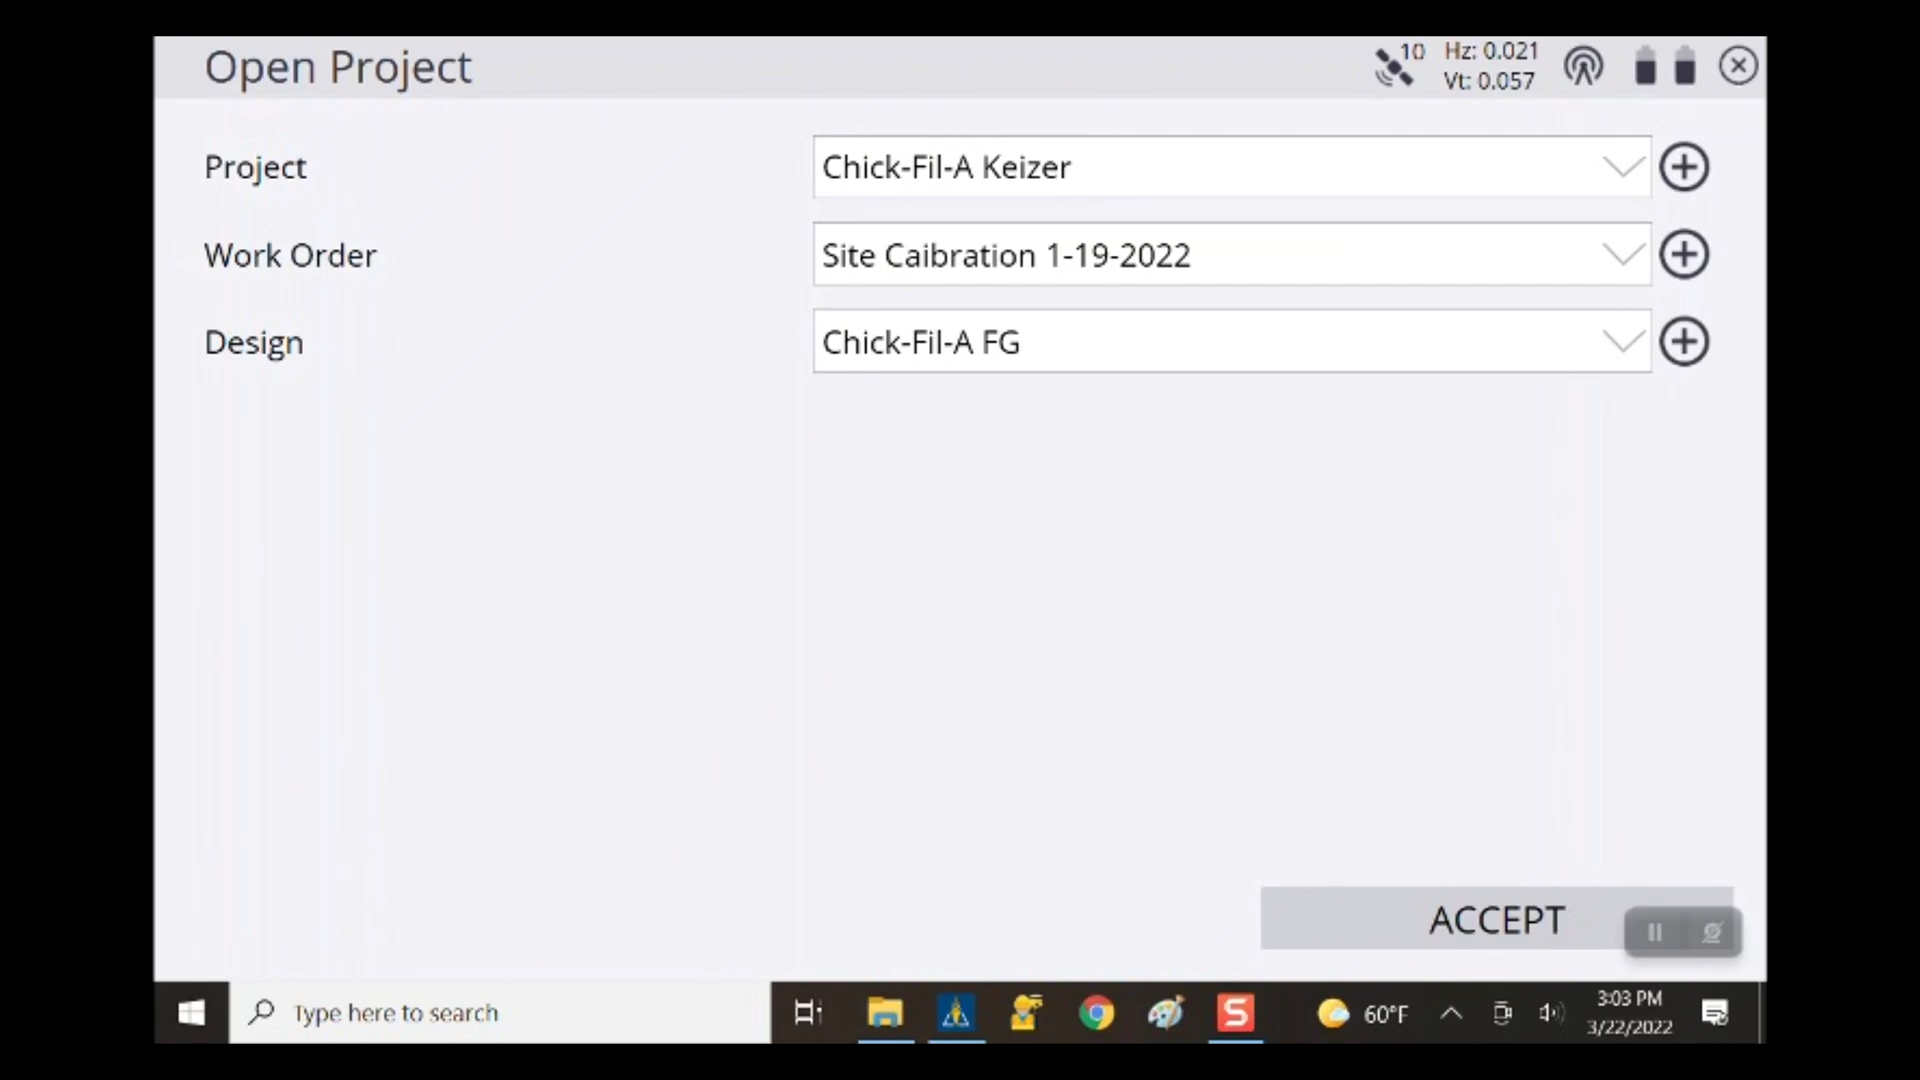 Open Project
10
Hz: 0.021
Vt: 0.057
Project
Chick-Fil-A Keizer
Work Order
Site Caibration 1-19-2022
Design
Chick-Fil-A FG
ACCEPT
Type here to search
S
60°F
3:03 PM
3/22/2022